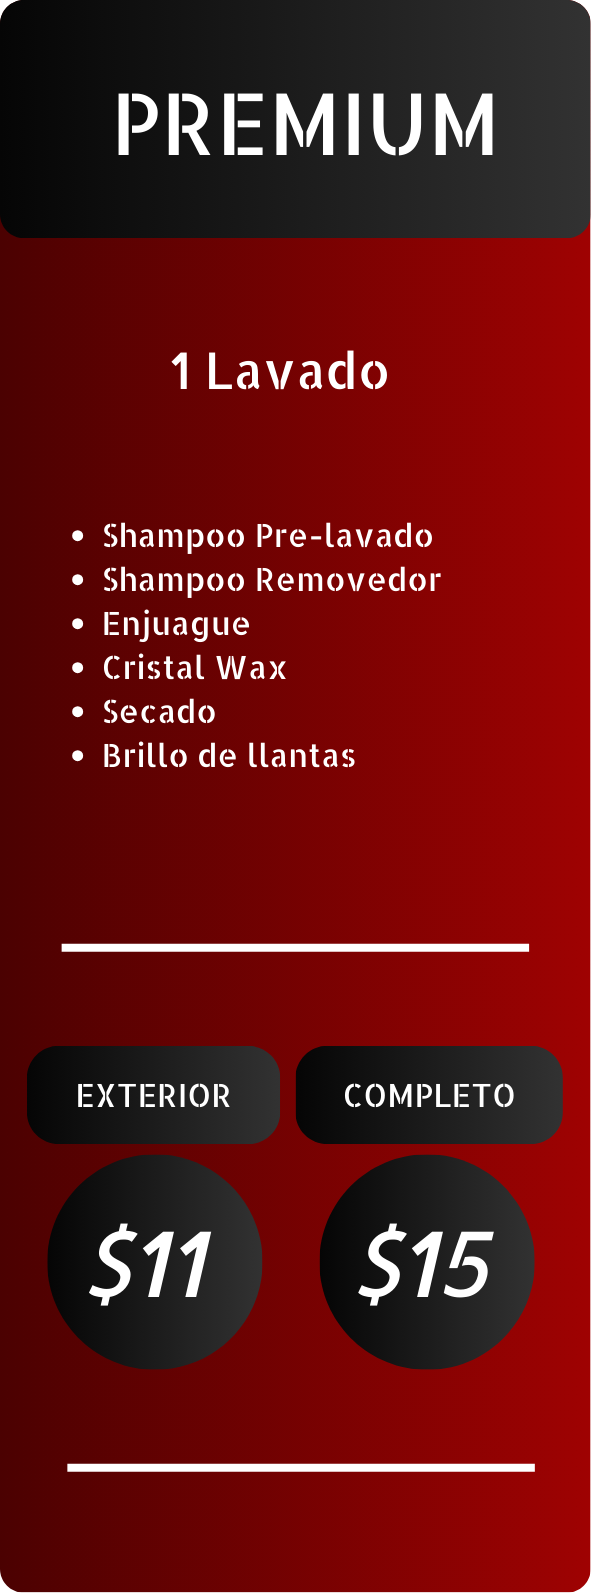 PREMIUM
1 Lavado
• Shampoo Pre-lavado
• Shampoo Removedor
• Enjuague
• Cristal Wax
• Secado
• Brillo de llantas
EXTERIOR
COMPLETO
$11
$15